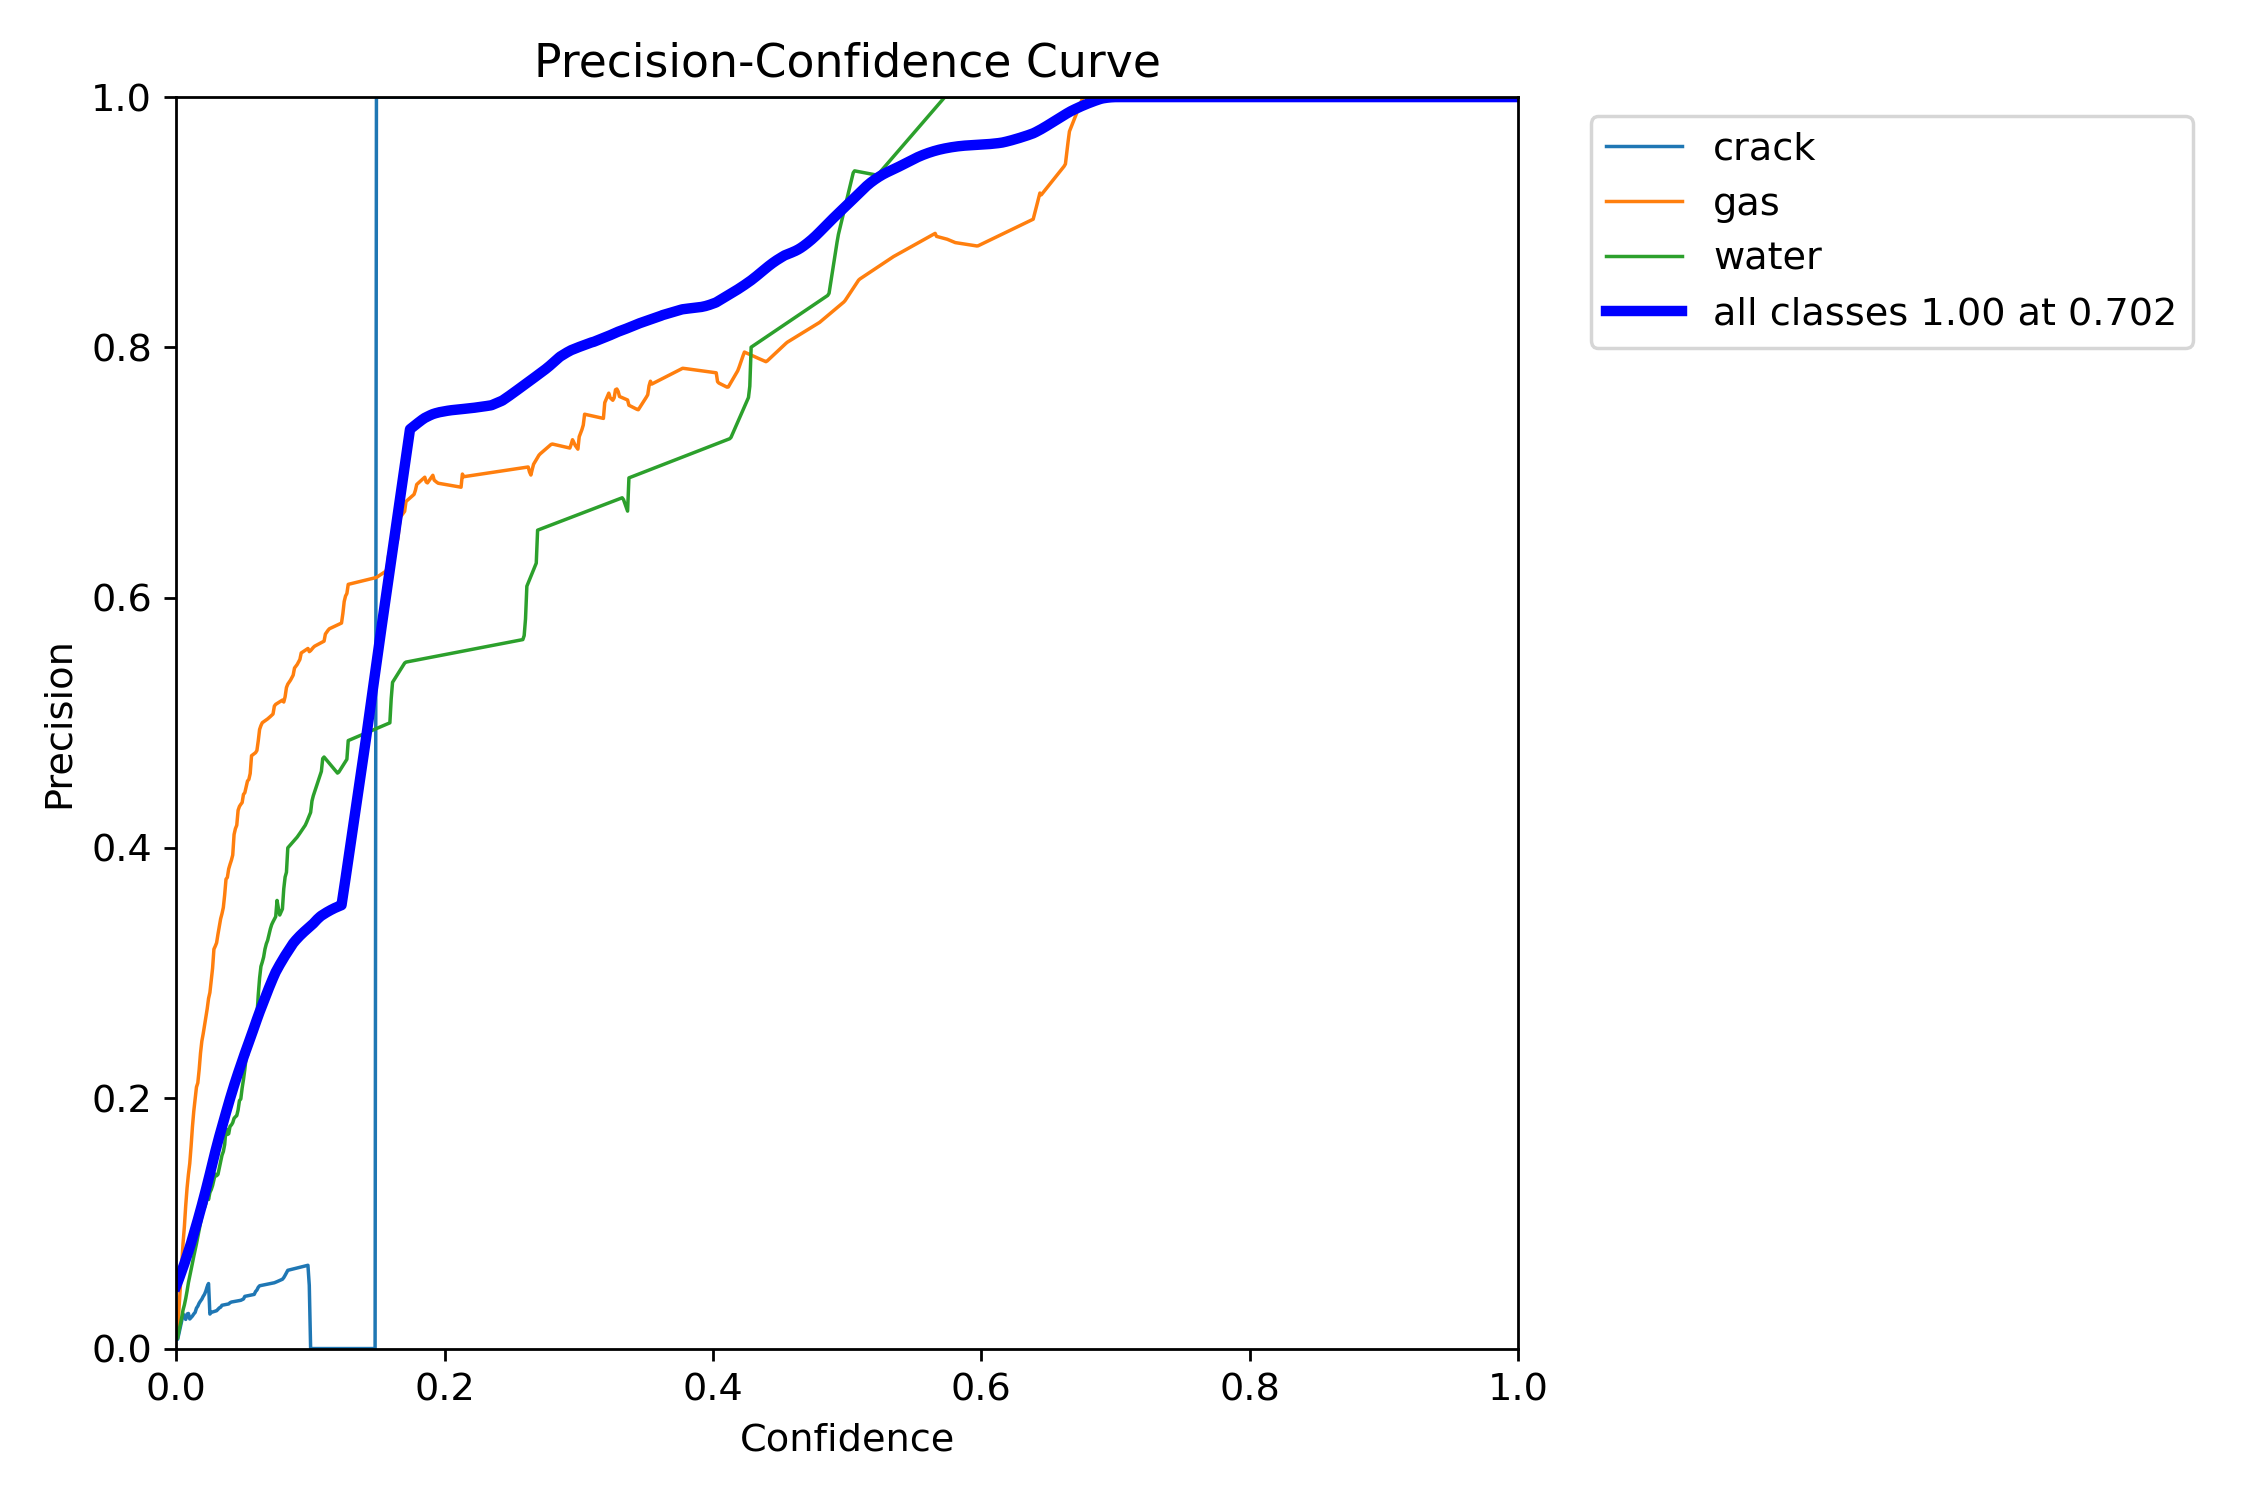 Precision-Confidence Curve
1.0
0.8
0.6
0.4
0.2
0.0
Precision
0.0 0.2 0.4 0.6 0.8 1.0
Confidence
crack
gas
water
all classes 1.00 at 0.702